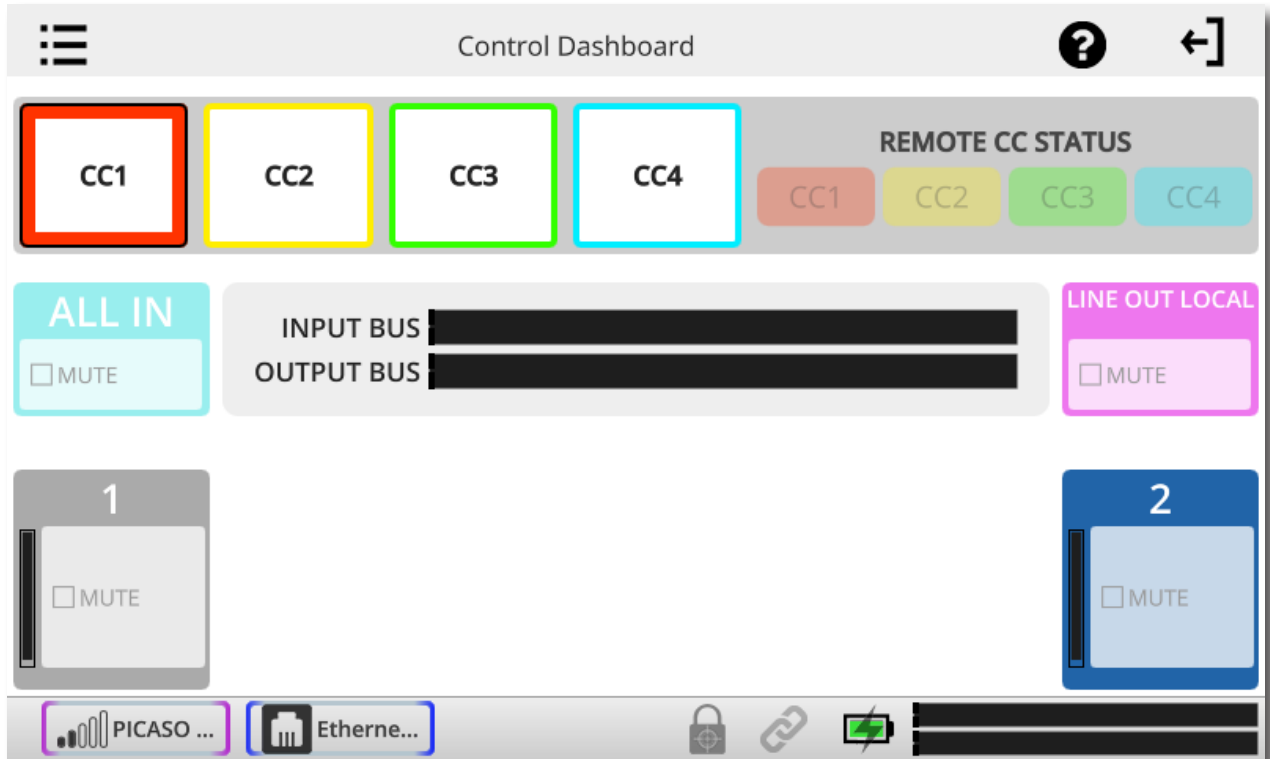 Control Dashboard
CC1 CC2 CC3 CC4
REMOTE CC STATUS
CC1 CC2 CC3 CC4
ALL IN
MUTE
INPUT BUS
OUTPUT BUS
LINE OUT LOCAL
MUTE
1
MUTE
2
MUTE
PICASO ...
Etherne...